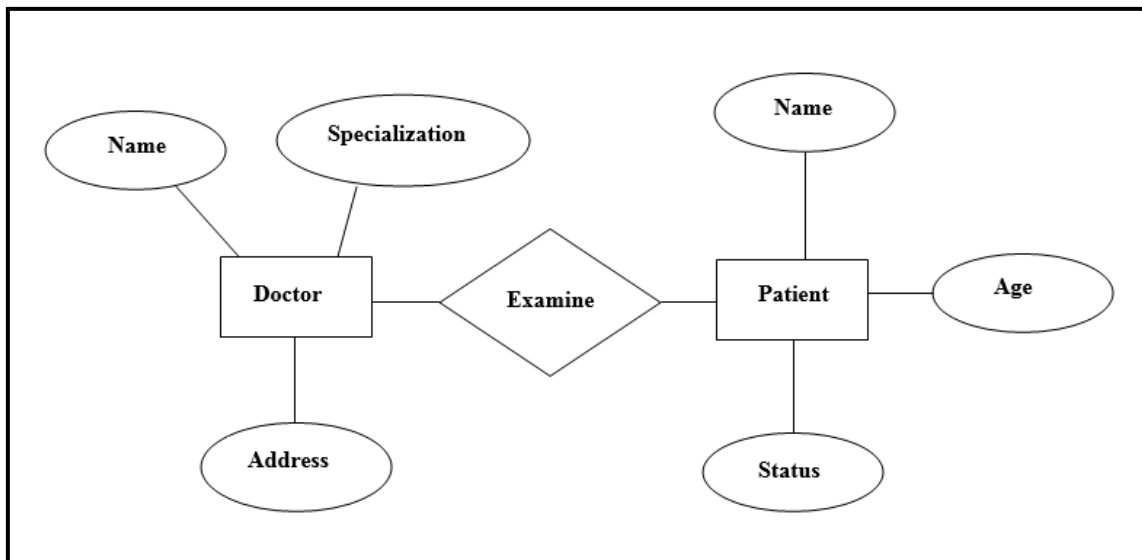 Name
Specialization
Name
Doctor
Examine
Patient
Age
Address
Status